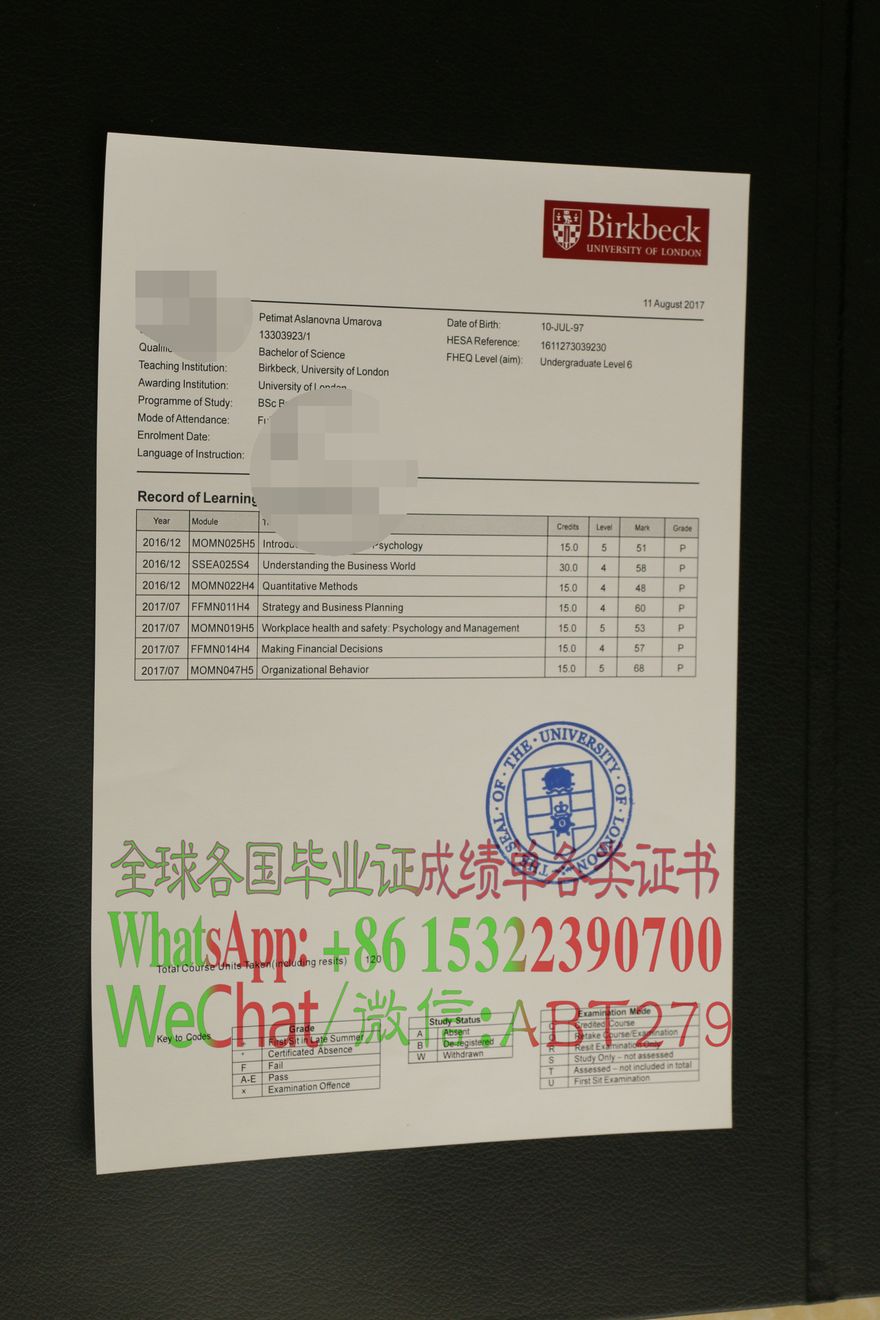 Birkbeck
UNIVERSITY OF LONDON
11 August 2017
Petimat Aslanovna Umarova
13303923/1
Bachelor of Science
Teaching Institution: Birkbeck, University of London
Awarding Institution: University of London
Programme of Study: BSc
Mode of Attendance:
Enrolment Date:
Language of Instruction:
Date of Birth: 10-JUL-97
HESA Reference: 1611273039230
FHEQ Level (aim): Undergraduate Level 6
Record of Learning
Year Module Credits Level Mark Grade
2016/12 MOMN025H5 Psychology 15.0 5 51 P
2016/12 SSEA025S4 Understanding the Business World 30.0 4 58 P
2016/12 MOMN022H4 Quantitative Methods 15.0 4 48 P
2017/07 FFMN011H4 Strategy and Business Planning 15.0 4 60 P
2017/07 MOMN019H5 Workplace health and safety: Psychology and Management 15.0 5 53 P
2017/07 FFMN014H4 Making Financial Decisions 15.0 4 57 P
2017/07 MOMN047H5 Organizational Behavior 15.0 5 68 P
THE · SEAL · OF · THE · UNIVERSITY · OF · LONDON
全球各国毕业证成绩单各类证书
WhatsApp: +86 15322390700
Total Course Units Taken(including resits) 120
WeChat/微信: ABT279
Key to Codes
Grade
* First Sit in Late Summer
* Certificated Absence
F Fail
A-E Pass
x Examination Offence
Study Status
A Absent
B De-registered
W Withdrawn
Examination Mode
C Credited Course
Retake Course/Examination
R Resit Examination Only
S Study Only – not assessed
T Assessed – not included in total
U First Sit Examination